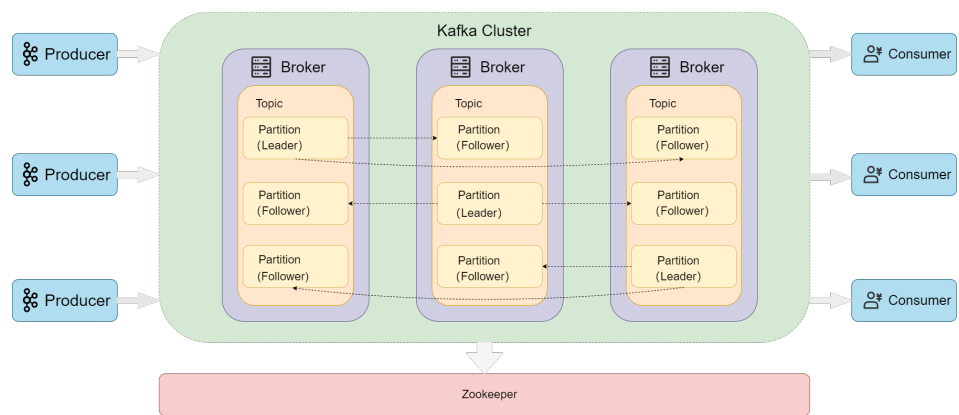 Kafka Cluster
Producer
Broker
Broker
Broker
Consumer
Topic
Topic
Topic
Partition
(Leader)
Partition
(Follower)
Partition
(Follower)
Producer
Partition
(Follower)
Partition
(Leader)
Partition
(Follower)
Consumer
Partition
(Follower)
Partition
(Follower)
Partition
(Leader)
Producer
Consumer
Zookeeper